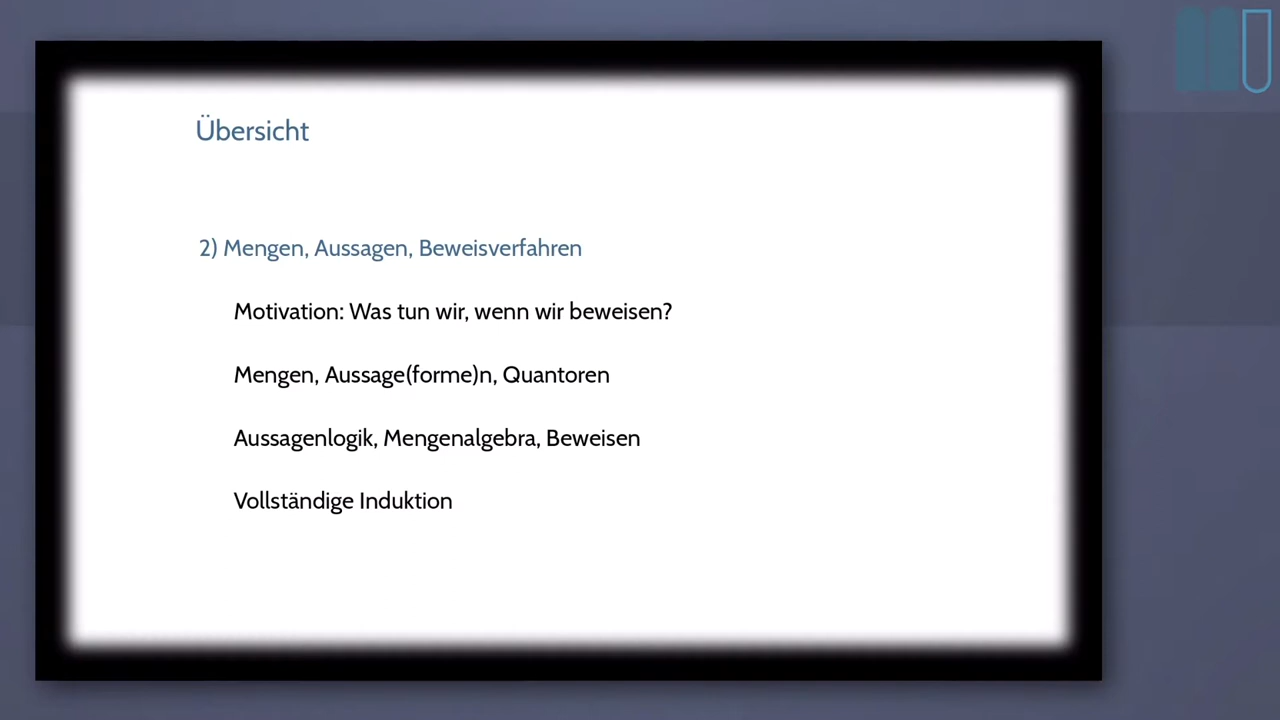 Übersicht
2) Mengen, Aussagen, Beweisverfahren
Motivation: Was tun wir, wenn wir beweisen?
Mengen, Aussage(forme)n, Quantoren
Aussagenlogik, Mengenalgebra, Beweisen
Vollständige Induktion